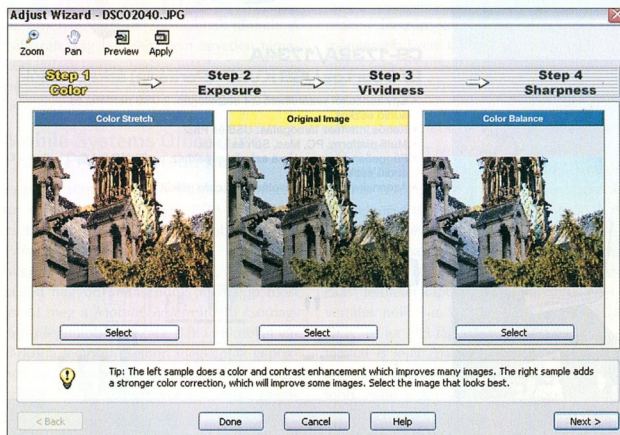 Adjust Wizard - DSC02040.JPG
Zoom Pan Preview Apply
Step 1 Step 2 Step 3 Step 4
Color Exposure Vividness Sharpness
Color Stretch Original Image Color Balance
Select Select Select
Tip: The left sample does a color and contrast enhancement which improves many images. The right sample adds
a stronger color correction, which will improve some images. Select the image that looks best.
< Back Done Cancel Help Next >